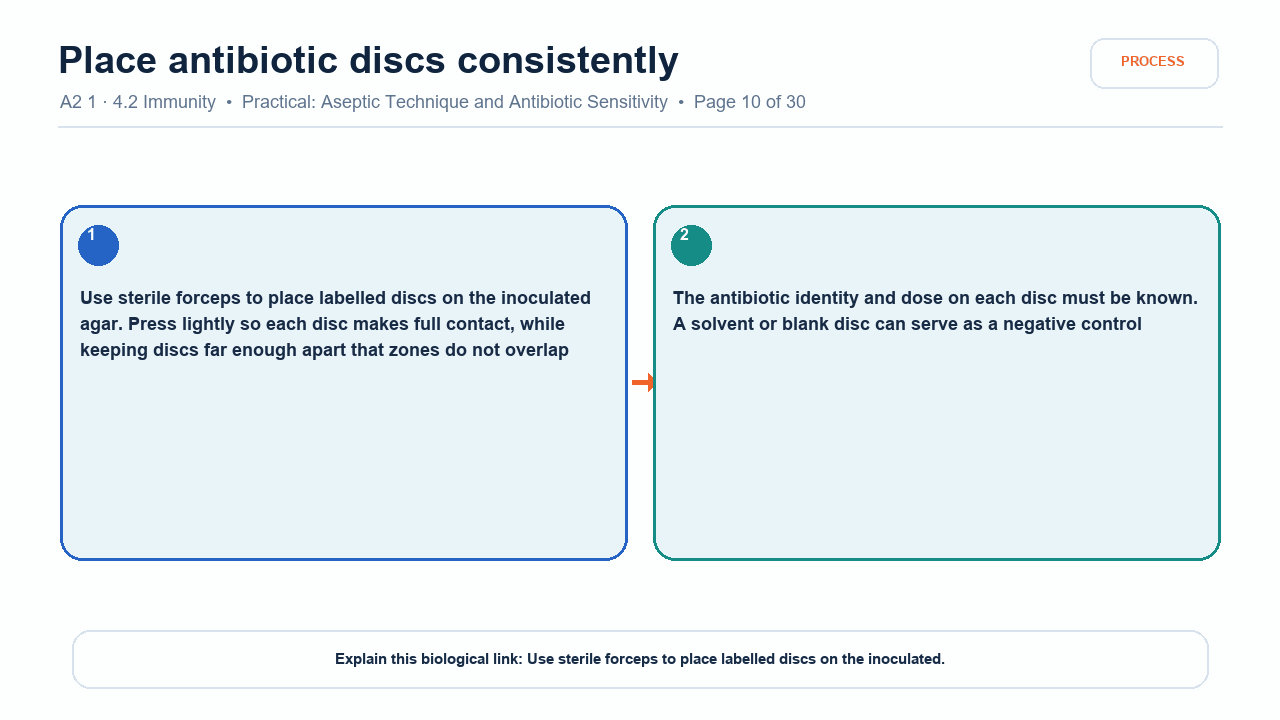 Place antibiotic discs consistently
PROCESS
A2 1 · 4.2 Immunity • Practical: Aseptic Technique and Antibiotic Sensitivity • Page 10 of 30
1
Use sterile forceps to place labelled discs on the inoculated
agar. Press lightly so each disc makes full contact, while
keeping discs far enough apart that zones do not overlap
2
The antibiotic identity and dose on each disc must be known.
A solvent or blank disc can serve as a negative control
Explain this biological link: Use sterile forceps to place labelled discs on the inoculated.